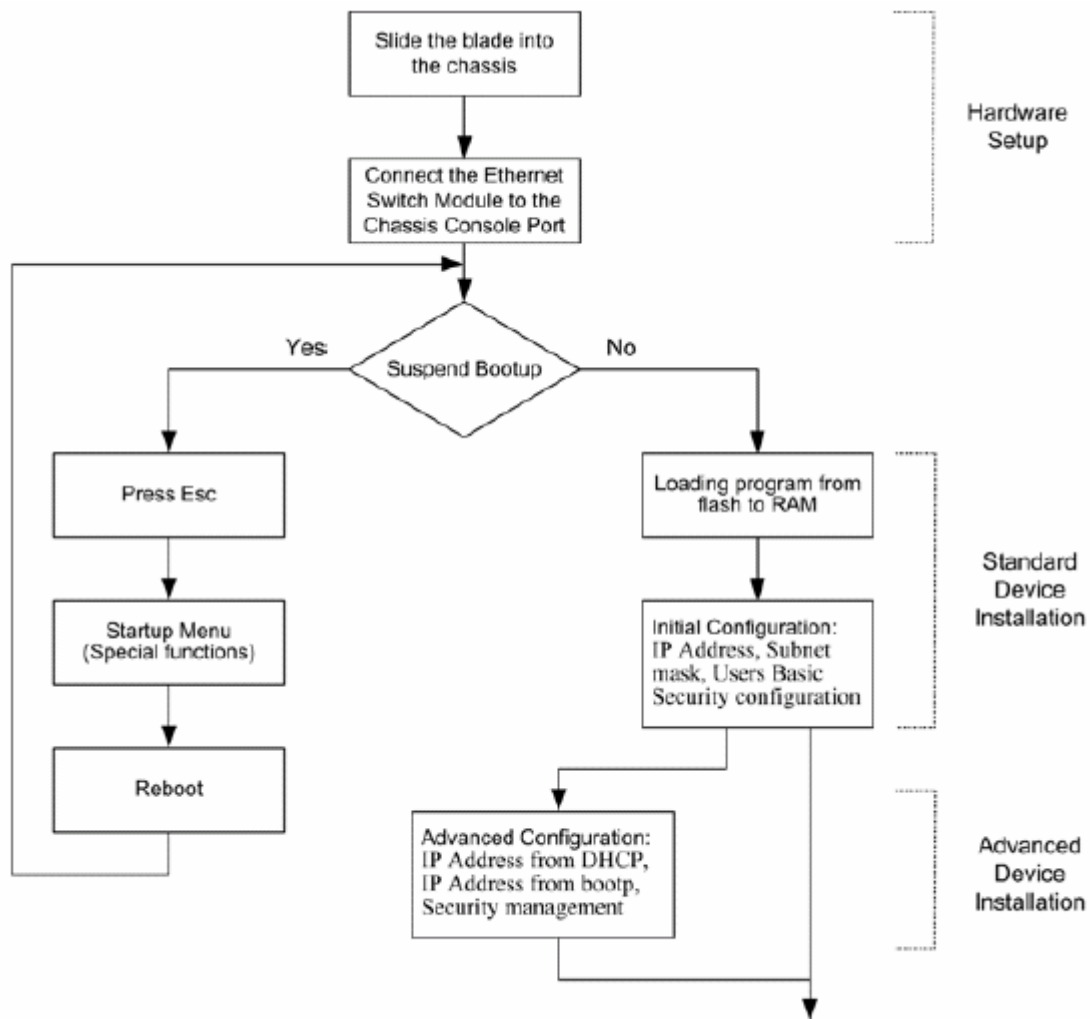 Slide the blade into
the chassis
Hardware
Setup
Connect the Ethernet
Switch Module to the
Chassis Console Port
Yes
No
Suspend Bootup
Press Esc
Loading program from
flash to RAM
Standard
Device
Installation
Startup Menu
(Special functions)
Initial Configuration:
IP Address, Subnet
mask, Users Basic
Security configuration
Reboot
Advanced Configuration:
IP Address from DHCP,
IP Address from bootp,
Security management
Advanced
Device
Installation